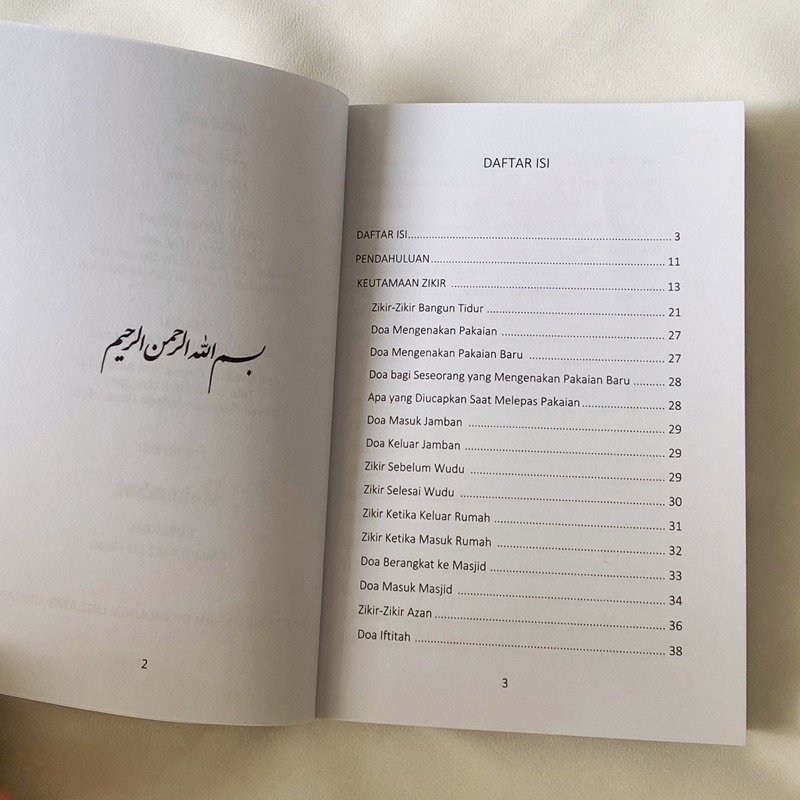 بسم الله الرحمن الرحيم
2
DAFTAR ISI
DAFTAR ISI........................................................................ 3
PENDAHULUAN................................................................ 11
KEUTAMAAN ZIKIR ........................................................... 13
Zikir-Zikir Bangun Tidur ................................................ 21
Doa Mengenakan Pakaian ............................................. 27
Doa Mengenakan Pakaian Baru ..................................... 27
Doa bagi Seseorang yang Mengenakan Pakaian Baru ......... 28
Apa yang Diucapkan Saat Melepas Pakaian..................... 28
Doa Masuk Jamban ...................................................... 29
Doa Keluar Jamban ...................................................... 29
Zikir Sebelum Wudu ..................................................... 29
Zikir Selesai Wudu ....................................................... 30
Zikir Ketika Keluar Rumah ............................................. 31
Zikir Ketika Masuk Rumah ............................................ 32
Doa Berangkat ke Masjid .............................................. 33
Doa Masuk Masjid ....................................................... 34
Zikir-Zikir Azan ............................................................ 36
Doa Iftitah .................................................................. 38
3